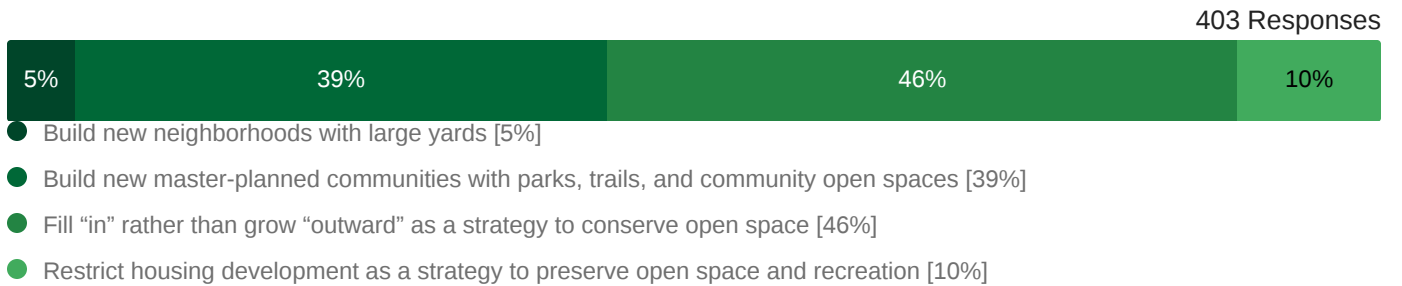 403 Responses
5% 39% 46% 10%
Build new neighborhoods with large yards [5%]
Build new master-planned communities with parks, trails, and community open spaces [39%]
Fill “in” rather than grow “outward” as a strategy to conserve open space [46%]
Restrict housing development as a strategy to preserve open space and recreation [10%]